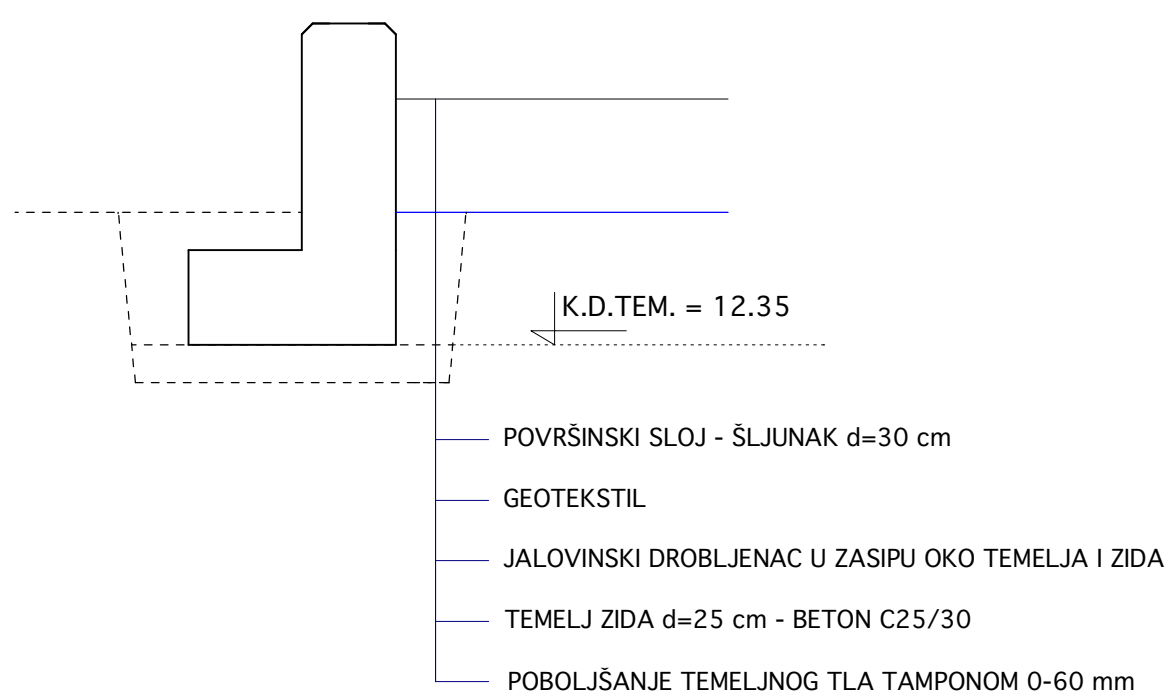 K.D.TEM. = 12.35
POVRŠINSKI SLOJ - ŠLJUNAK d=30 cm
GEOTEKSTIL
JALOVINSKI DROBLJENAC U ZASIPU OKO TEMELJA I ZIDA
TEMELJ ZIDA d=25 cm - BETON C25/30
POBOLJŠANJE TEMELJNOG TLA TAMPONOM 0-60 mm